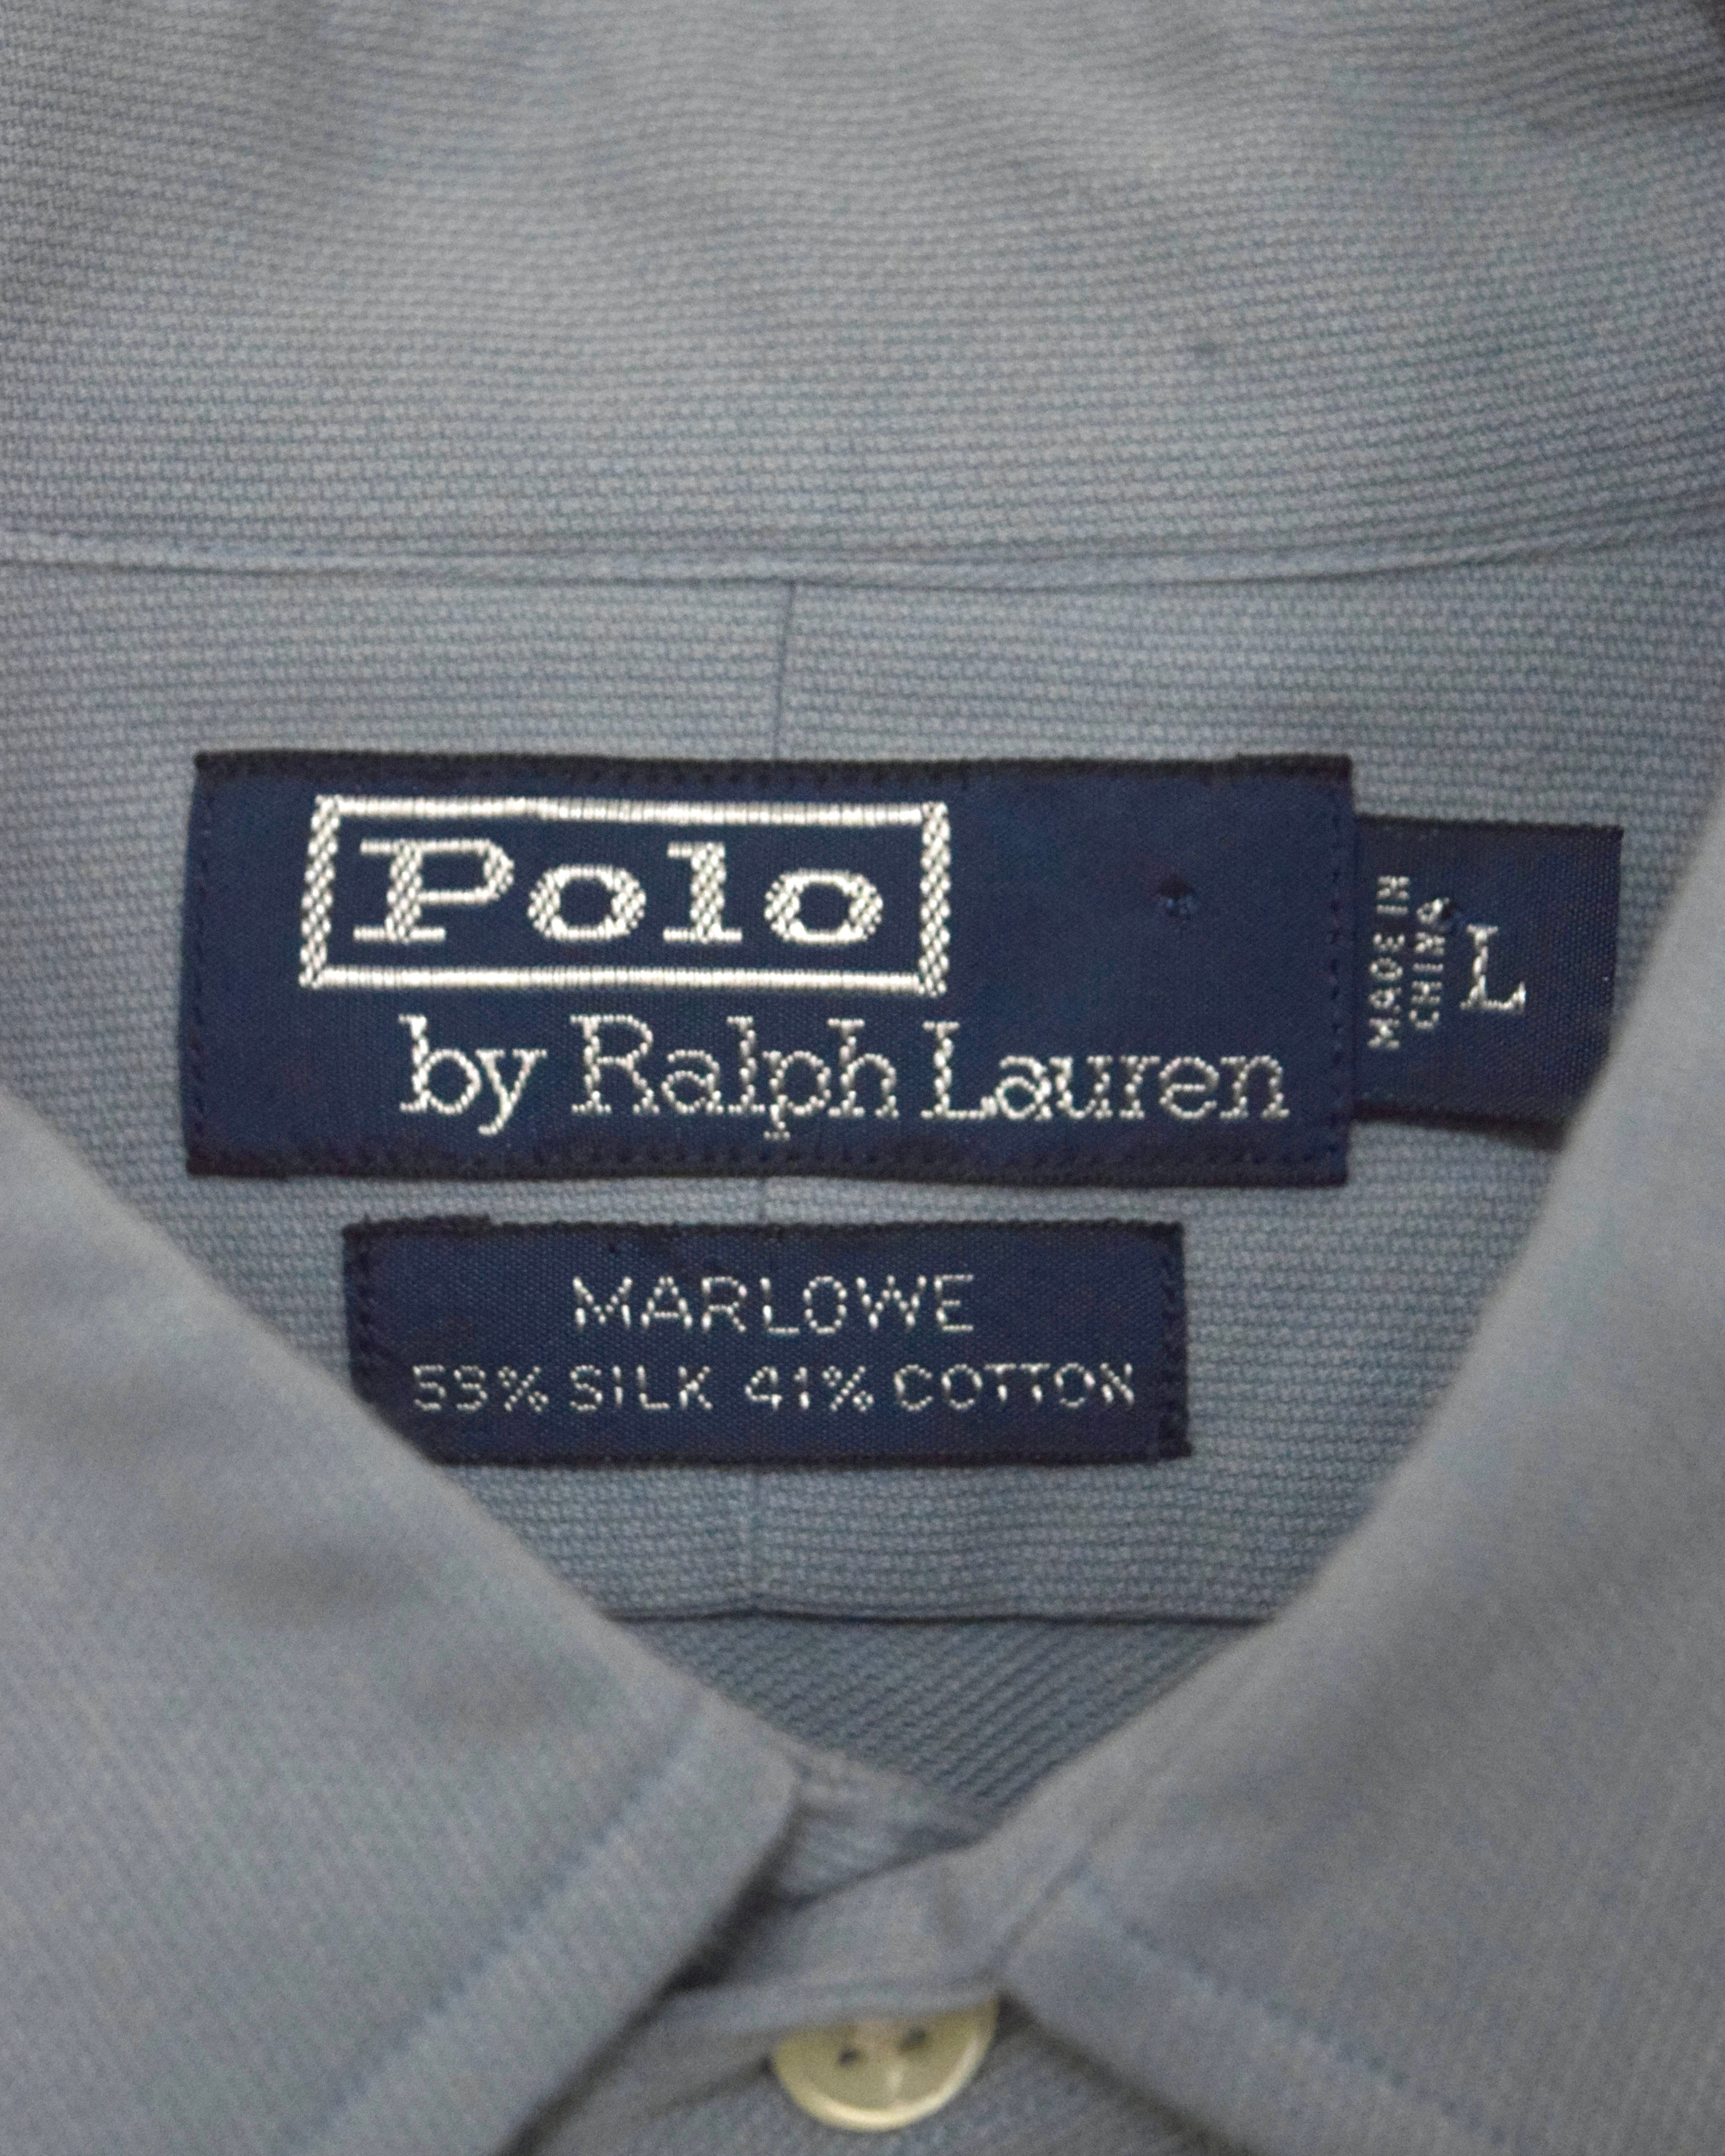 Polo
by Ralph Lauren
MADE IN
CHINA
L
MARLOWE
59% SILK 41% COTTON